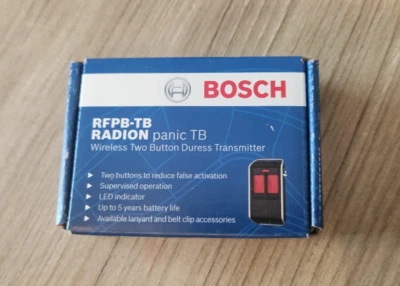 BOSCH
RFPB-TB
RADION panic TB
Wireless Two Button Duress Transmitter
Two buttons to reduce false activation
Supervised operation
LED indicator
Up to 5 years battery life
Available lanyard and belt clip accessories